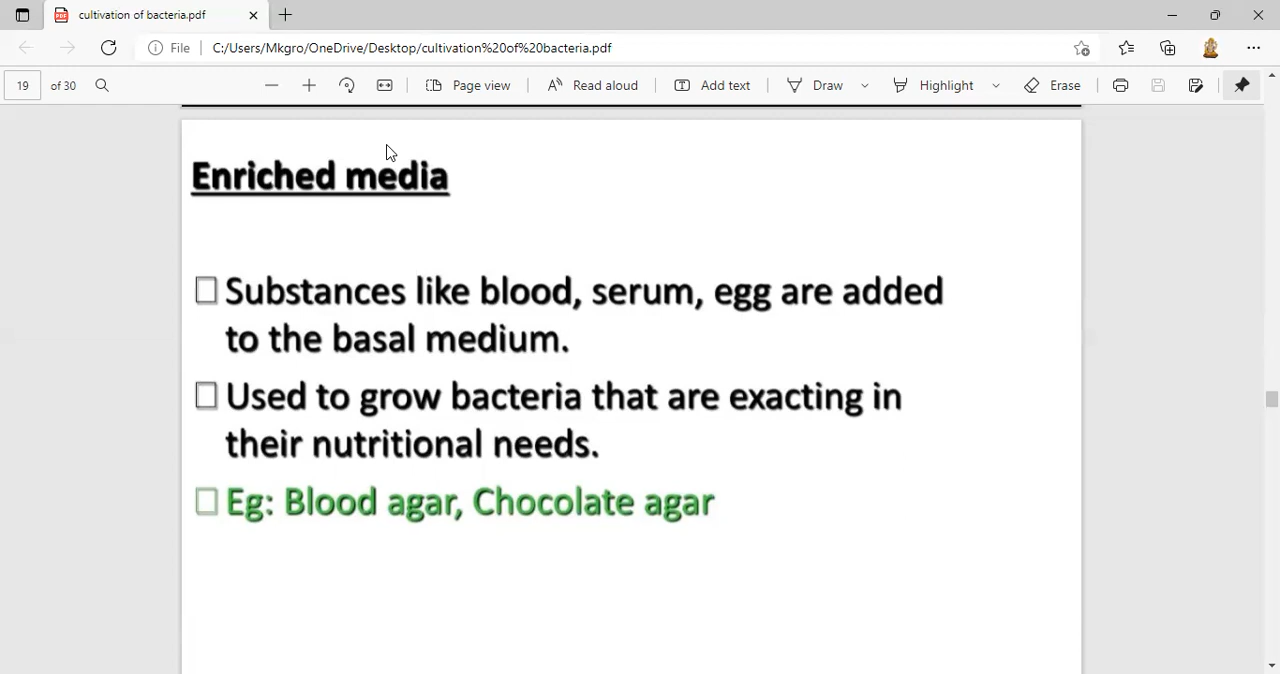 cultivation of bacteria.pdf
File C:/Users/Mkgro/OneDrive/Desktop/cultivation%20of%20bacteria.pdf
19 of 30 Page view Read aloud Add text Draw Highlight Erase
Enriched media
Substances like blood, serum, egg are added
to the basal medium.
Used to grow bacteria that are exacting in
their nutritional needs.
Eg: Blood agar, Chocolate agar